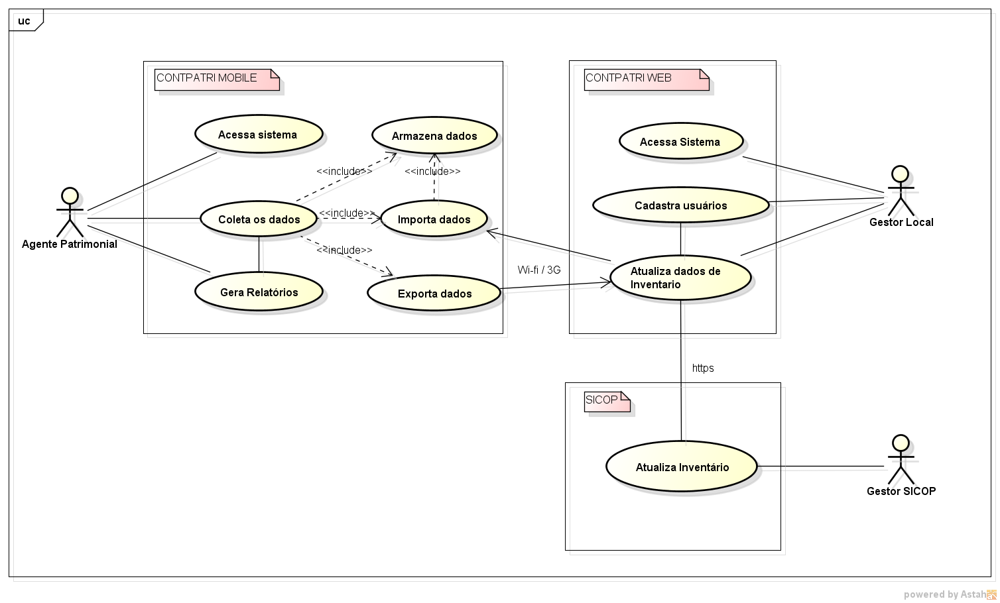 uc
CONTPATRI MOBILE
CONTPATRI WEB
Acessa sistema
Armazena dados
Acessa Sistema
<<include>>
<<include>>
Agente Patrimonial
Coleta os dados
<<include>>
Importa dados
Cadastra usuários
Gestor Local
<<include>>
Wi-fi / 3G
Atualiza dados de
Inventario
Gera Relatórios
Exporta dados
https
SICOP
Atualiza Inventário
Gestor SICOP
powered by Astah